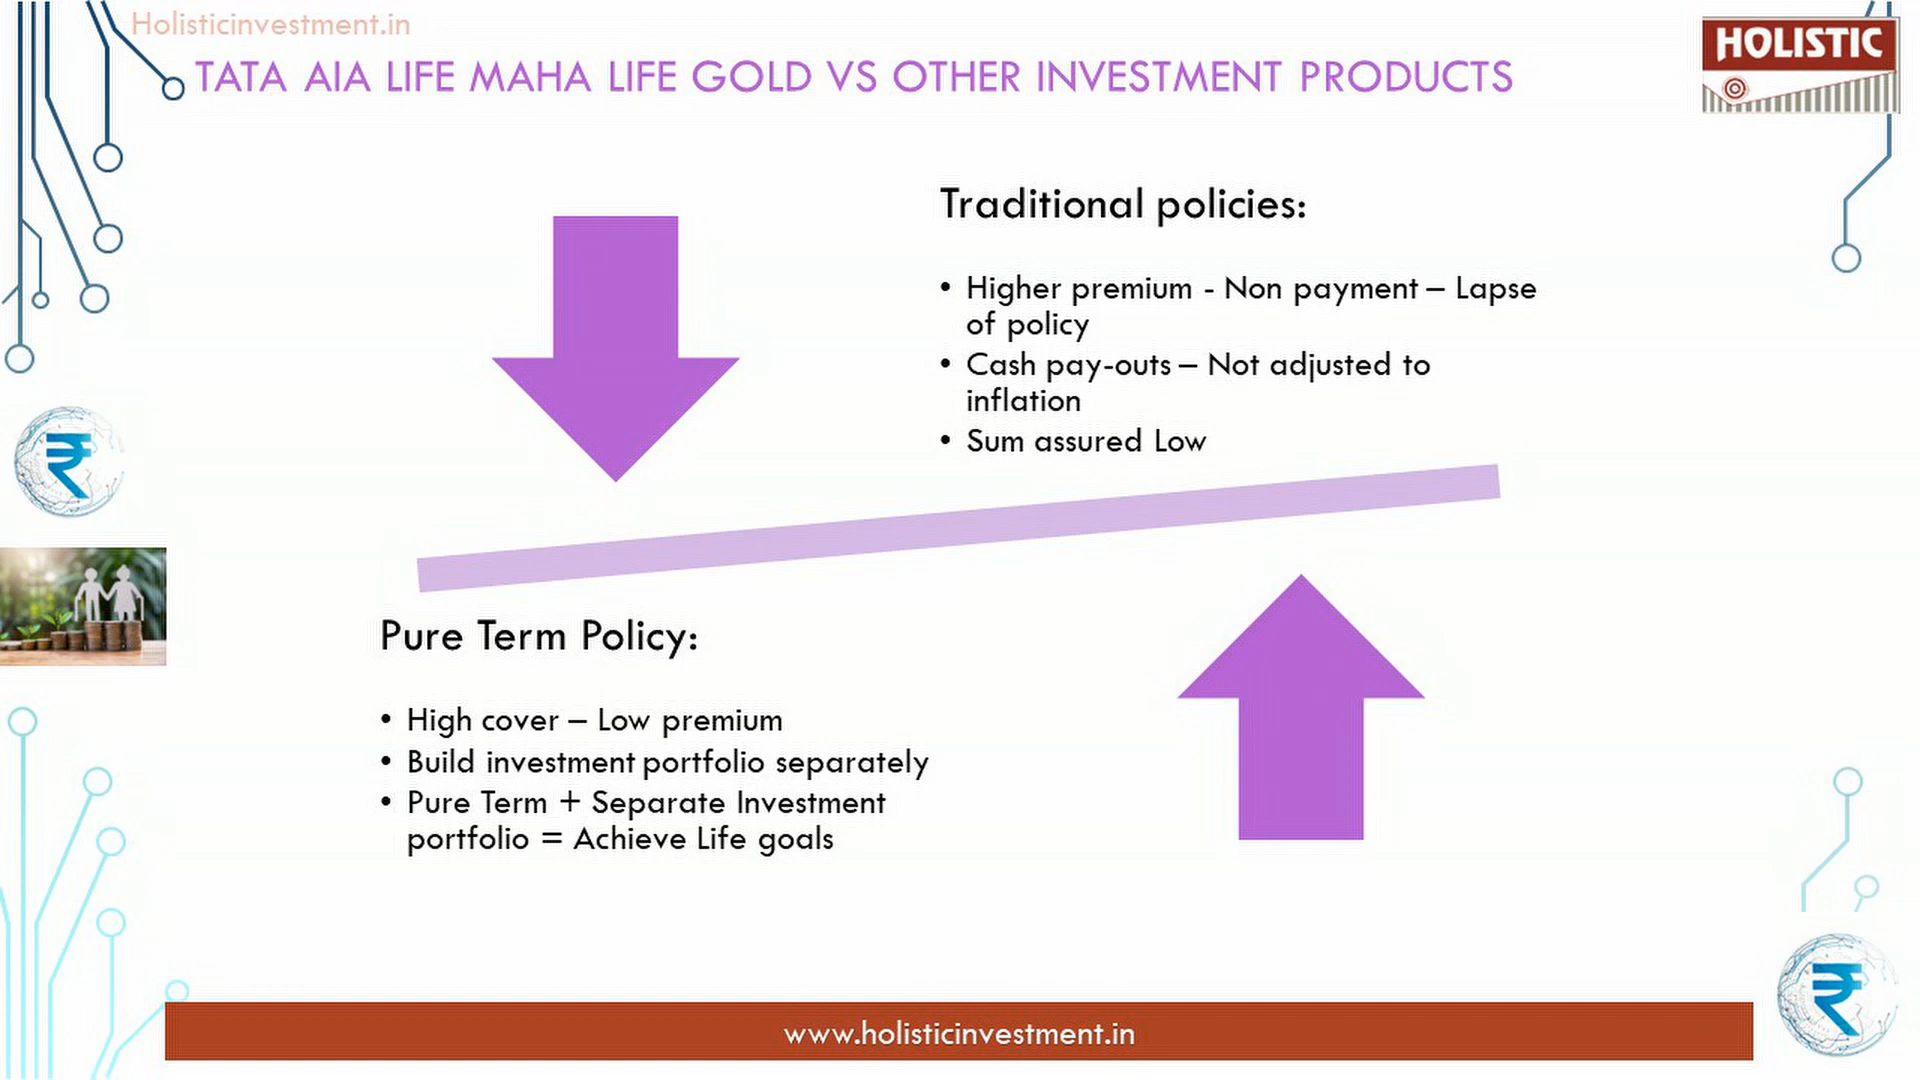 Holisticinvestment.in
TATA AIA LIFE MAHA LIFE GOLD VS OTHER INVESTMENT PRODUCTS
HOLISTIC
Traditional policies:
• Higher premium - Non payment – Lapse
of policy
• Cash pay-outs – Not adjusted to
inflation
• Sum assured Low
Pure Term Policy:
• High cover – Low premium
• Build investment portfolio separately
• Pure Term + Separate Investment
portfolio = Achieve Life goals
www.holisticinvestment.in